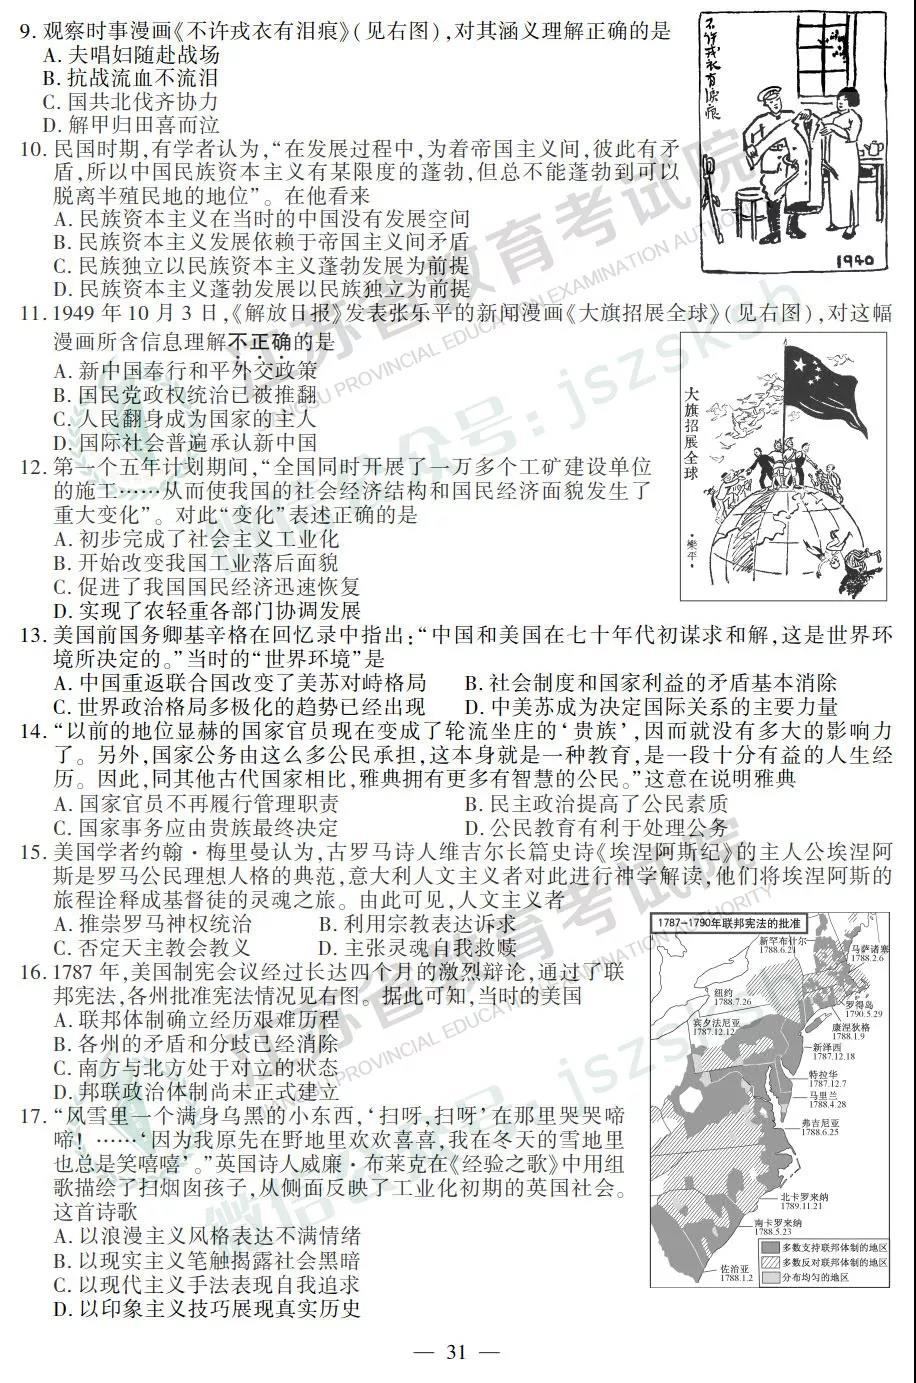 9. 观察时事漫画《不许戎衣有泪痕》(见右图),对其涵义理解正确的是
A. 夫唱妇随赴战场
B. 抗战流血不流泪
C. 国共北伐齐协力
D. 解甲归田喜而泣
不许戎衣有泪痕
1940
10. 民国时期,有学者认为,“在发展过程中,为着帝国主义间,彼此有矛
盾,所以中国民族资本主义有某限度的蓬勃,但总不能蓬勃到可以
脱离半殖民地的地位”。在他看来
A. 民族资本主义在当时的中国没有发展空间
B. 民族资本主义发展依赖于帝国主义间矛盾
C. 民族独立以民族资本主义蓬勃发展为前提
D. 民族资本主义蓬勃发展以民族独立为前提
11. 1949 年 10 月 3 日,《解放日报》发表张乐平的新闻漫画《大旗招展全球》(见右图),对这幅
漫画所含信息理解不正确的是
A. 新中国奉行和平外交政策
B. 国民党政权统治已被推翻
C. 人民翻身成为国家的主人
D. 国际社会普遍承认新中国
大旗招展全球
·乐平·
12. 第一个五年计划期间,“全国同时开展了一万多个工矿建设单位
的施工……从而使我国的社会经济结构和国民经济面貌发生了
重大变化”。对此“变化”表述正确的是
A. 初步完成了社会主义工业化
B. 开始改变我国工业落后面貌
C. 促进了我国国民经济迅速恢复
D. 实现了农轻重各部门协调发展
13. 美国前国务卿基辛格在回忆录中指出:“中国和美国在七十年代初谋求和解,这是世界环
境所决定的。”当时的“世界环境”是
A. 中国重返联合国改变了美苏对峙格局 B. 社会制度和国家利益的矛盾基本消除
C. 世界政治格局多极化的趋势已经出现 D. 中美苏成为决定国际关系的主要力量
14. “以前的地位显赫的国家官员现在变成了轮流坐庄的‘贵族’,因而就没有多大的影响力
了。另外,国家公务由这么多公民承担,这本身就是一种教育,是一段十分有益的人生经
历。因此,同其他古代国家相比,雅典拥有更多有智慧的公民。”这意在说明雅典
A. 国家官员不再履行管理职责 B. 民主政治提高了公民素质
C. 国家事务应由贵族最终决定 D. 公民教育有利于处理公务
15. 美国学者约翰·梅里曼认为,古罗马诗人维吉尔长篇史诗《埃涅阿斯纪》的主人公埃涅阿
斯是罗马公民理想人格的典范,意大利人文主义者对此进行神学解读,他们将埃涅阿斯的
旅程诠释成基督徒的灵魂之旅。由此可见,人文主义者
A. 推崇罗马神权统治 B. 利用宗教表达诉求
C. 否定天主教会教义 D. 主张灵魂自我救赎
16. 1787 年,美国制宪会议经过长达四个月的激烈辩论,通过了联
邦宪法,各州批准宪法情况见右图。据此可知,当时的美国
A. 联邦体制确立经历艰难历程
B. 各州的矛盾和分歧已经消除
C. 南方与北方处于对立的状态
D. 邦联政治体制尚未正式建立
1787-1790年联邦宪法的批准
新罕布什尔
1788.6.21
马萨诸塞
1788.2.6
纽约
1788.7.26
罗得岛
1790.5.29
宾夕法尼亚
1787.12.12
康涅狄格
1788.1.9
新泽西
1787.12.18
特拉华
1787.12.7
马里兰
1788.4.28
弗吉尼亚
1788.6.25
北卡罗来纳
1789.11.21
南卡罗来纳
1788.5.23
佐治亚
1788.1.2
多数支持联邦体制的地区
多数反对联邦体制的地区
分布均匀的地区
17. “风雪里一个满身乌黑的小东西,‘扫呀,扫呀’在那里哭哭啼
啼!……‘因为我原先在野地里欢欢喜喜,我在冬天的雪地里
也总是笑嘻嘻’。”英国诗人威廉·布莱克在《经验之歌》中用组
歌描绘了扫烟囱孩子,从侧面反映了工业化初期的英国社会。
这首诗歌
A. 以浪漫主义风格表达不满情绪
B. 以现实主义笔触揭露社会黑暗
C. 以现代主义手法表现自我追求
D. 以印象主义技巧展现真实历史
— 31 —
江苏省教育考试院
JIANGSU PROVINCIAL EDUCATION EXAMINATION AUTHORITY
微信公众号:jszsksh
江苏省教育考试院
JIANGSU PROVINCIAL EDUCATION EXAMINATION AUTHORITY
微信公众号:jszsksh